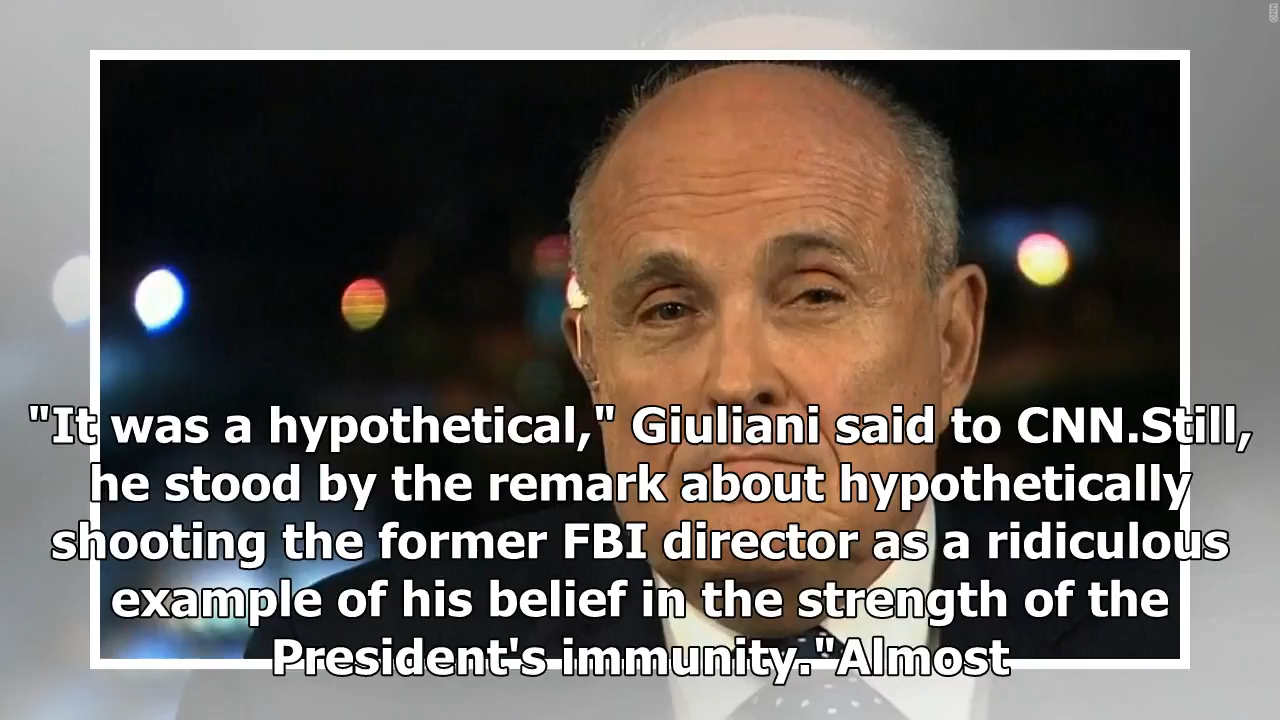 "It was a hypothetical," Giuliani said to CNN.Still,
he stood by the remark about hypothetically
shooting the former FBI director as a ridiculous
example of his belief in the strength of the
President's immunity."Almost
CNN